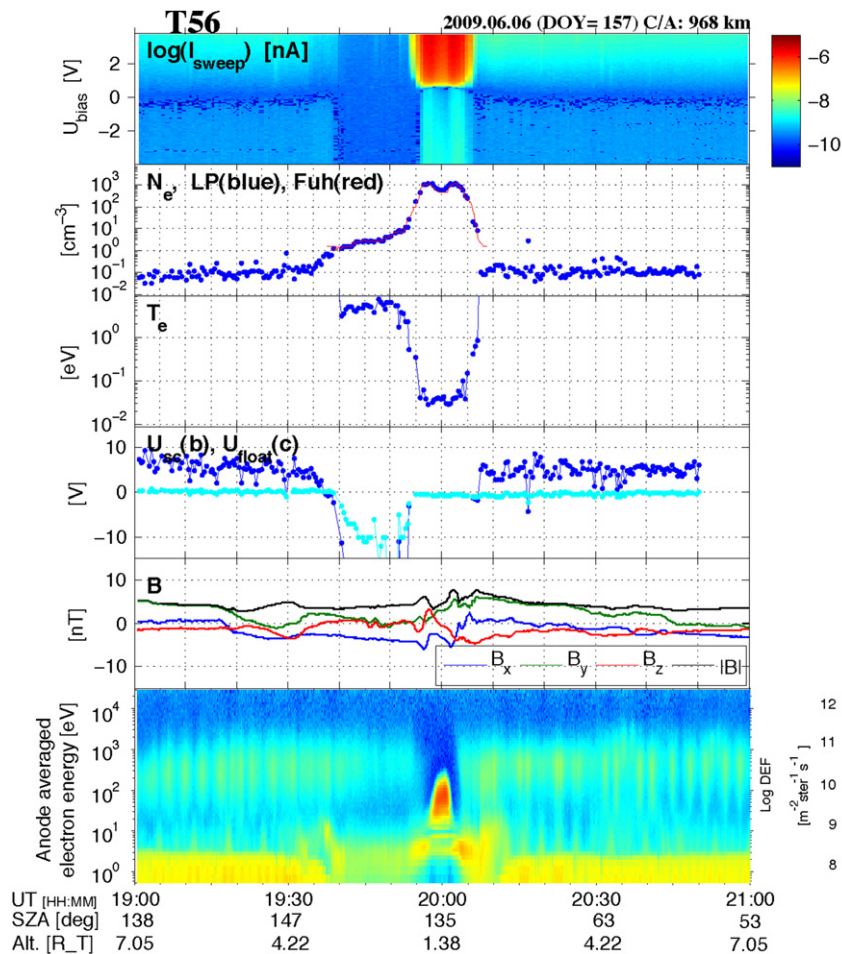 T56 2009.06.06 (DOY= 157) C/A: 968 km
log(I_sweep) [nA]
U_bias [V]
2
0
−2
−6
−8
−10
N_e, LP(blue), Fuh(red)
[cm^−3]
10^3
10^2
10^1
10^0
10^−1
10^−2
T_e
[eV]
10^0
10^−1
10^−2
U_sc(b), U_float(c)
[V]
10
0
−10
B
[nT]
10
0
−10
B_x B_y B_z |B|
Anode averaged
electron energy [eV]
10^4
10^3
10^2
10^1
10^0
Log DEF
[m^−2 ster^−1 s^−1]
12
11
10
9
8
UT [HH:MM] 19:00 19:30 20:00 20:30 21:00
SZA [deg] 138 147 135 63 53
Alt. [R_T] 7.05 4.22 1.38 4.22 7.05